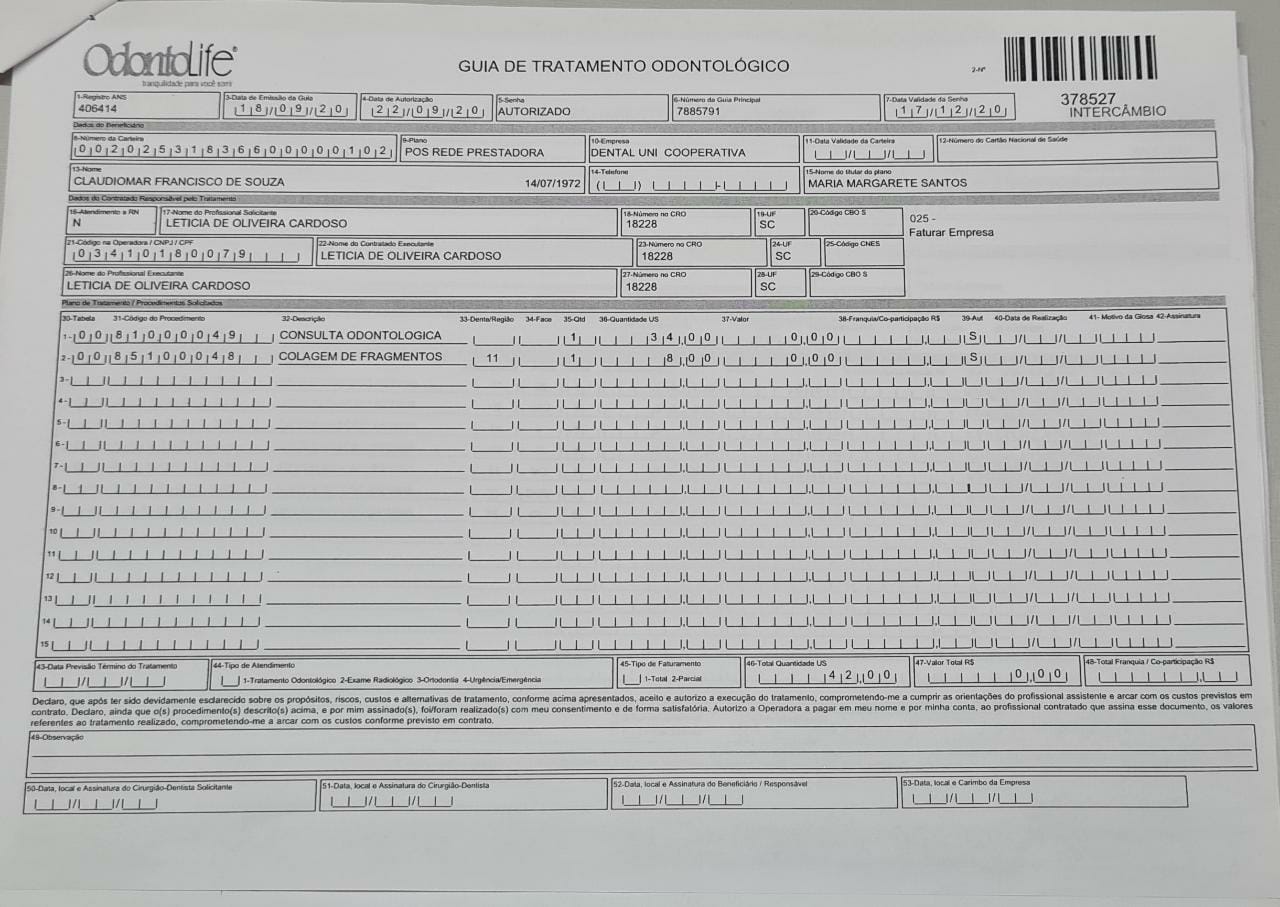 OdontoLife®
tranquilidade para você sorrir
GUIA DE TRATAMENTO ODONTOLÓGICO
2-Nº
378527
INTERCÂMBIO
1-Registro ANS 3-Data de Emissão da Guia 4-Data de Autorização 5-Senha 6-Número da Guia Principal 7-Data Validade da Senha
406414 18/09/20 22/09/20 AUTORIZADO 7885791 17/12/20
Dados do Beneficiário
8-Número da Carteira 9-Plano 10-Empresa 11-Data Validade da Carteira 12-Número do Cartão Nacional de Saúde
00202531836600000102 POS REDE PRESTADORA DENTAL UNI COOPERATIVA
13-Nome 14-Telefone 15-Nome do titular do plano
CLAUDIOMAR FRANCISCO DE SOUZA 14/07/1972 MARIA MARGARETE SANTOS
Dados do Contratado Responsável pelo Tratamento
16-Atendimento a RN 17-Nome do Profissional Solicitante 18-Número no CRO 19-UF 20-Código CBO S
N LETICIA DE OLIVEIRA CARDOSO 18228 SC
025 -
Faturar Empresa
21-Código na Operadora / CNPJ / CPF 22-Nome do Contratado Executante 23-Número no CRO 24-UF 25-Código CNES
03410180079 LETICIA DE OLIVEIRA CARDOSO 18228 SC
26-Nome do Profissional Executante 27-Número no CRO 28-UF 29-Código CBO S
LETICIA DE OLIVEIRA CARDOSO 18228 SC
Plano de Tratamento / Procedimentos Solicitados
30-Tabela 31-Código do Procedimento 32-Descrição 33-Dente/Região 34-Face 35-Qtd 36-Quantidade US 37-Valor 38-Franquia/Co-participação R$ 39-Aut 40-Data de Realização 41- Motivo da Glosa 42-Assinatura
1- 00 81000049 CONSULTA ODONTOLOGICA 1 34,00 0,00 S
2- 00 85100048 COLAGEM DE FRAGMENTOS 11 1 8,00 0,00 S
3-
4-
5-
6-
7-
8-
9-
10
11
12
13
14
15
43-Data Previsão Término do Tratamento 44-Tipo de Atendimento 45-Tipo de Faturamento 46-Total Quantidade US 47-Valor Total R$ 48-Total Franquia / Co-participação R$
1-Tratamento Odontológico 2-Exame Radiológico 3-Ortodontia 4-Urgência/Emergência 1-Total 2-Parcial 42,00 0,00
Declaro, que após ter sido devidamente esclarecido sobre os propósitos, riscos, custos e alternativas de tratamento, conforme acima apresentados, aceito e autorizo a execução do tratamento, comprometendo-me a cumprir as orientações do profissional assistente e arcar com os custos previstos em
contrato. Declaro, ainda que o(s) procedimento(s) descrito(s) acima, e por mim assinado(s), foi/foram realizado(s) com meu consentimento e de forma satisfatória. Autorizo a Operadora a pagar em meu nome e por minha conta, ao profissional contratado que assina esse documento, os valores
referentes ao tratamento realizado, comprometendo-me a arcar com os custos conforme previsto em contrato.
49-Observação
50-Data, local e Assinatura do Cirurgião-Dentista Solicitante 51-Data, local e Assinatura do Cirurgião-Dentista 52-Data, local e Assinatura do Beneficiário / Responsável 53-Data, local e Carimbo da Empresa